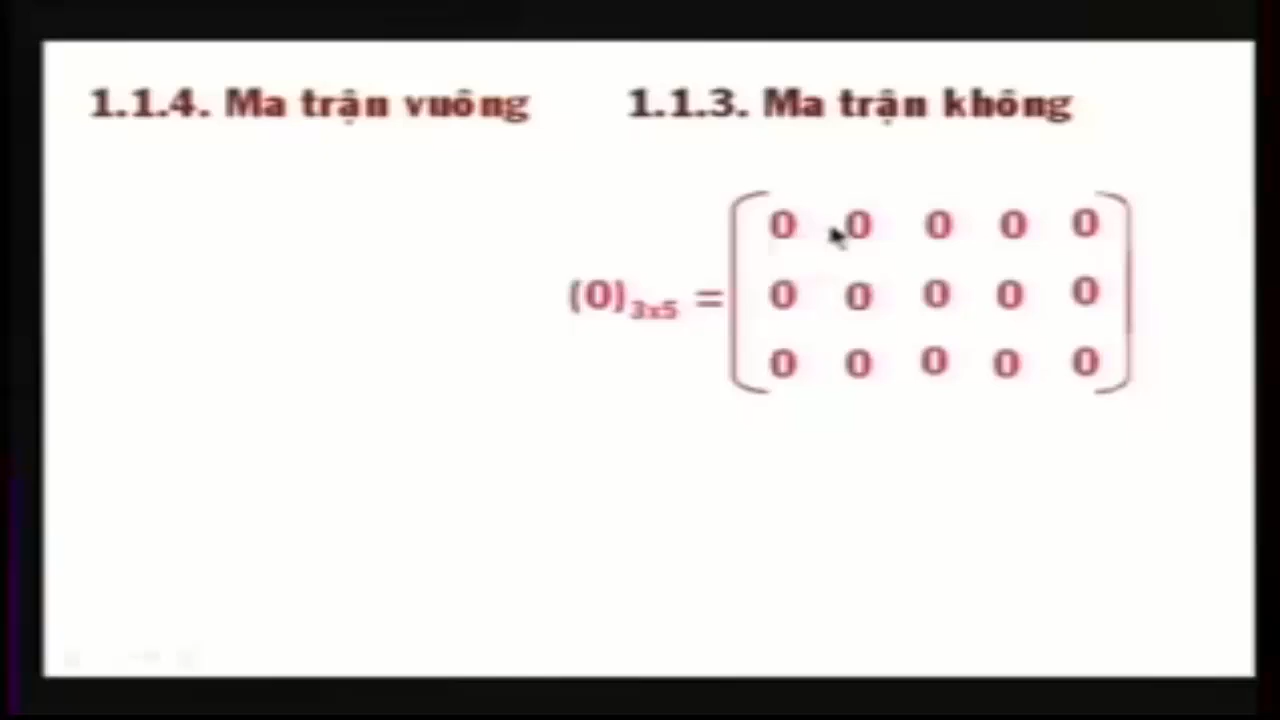 1.1.4. Ma trận vuông
1.1.3. Ma trận không
0 0 0 0 0
(0)3x5 = 0 0 0 0 0
0 0 0 0 0